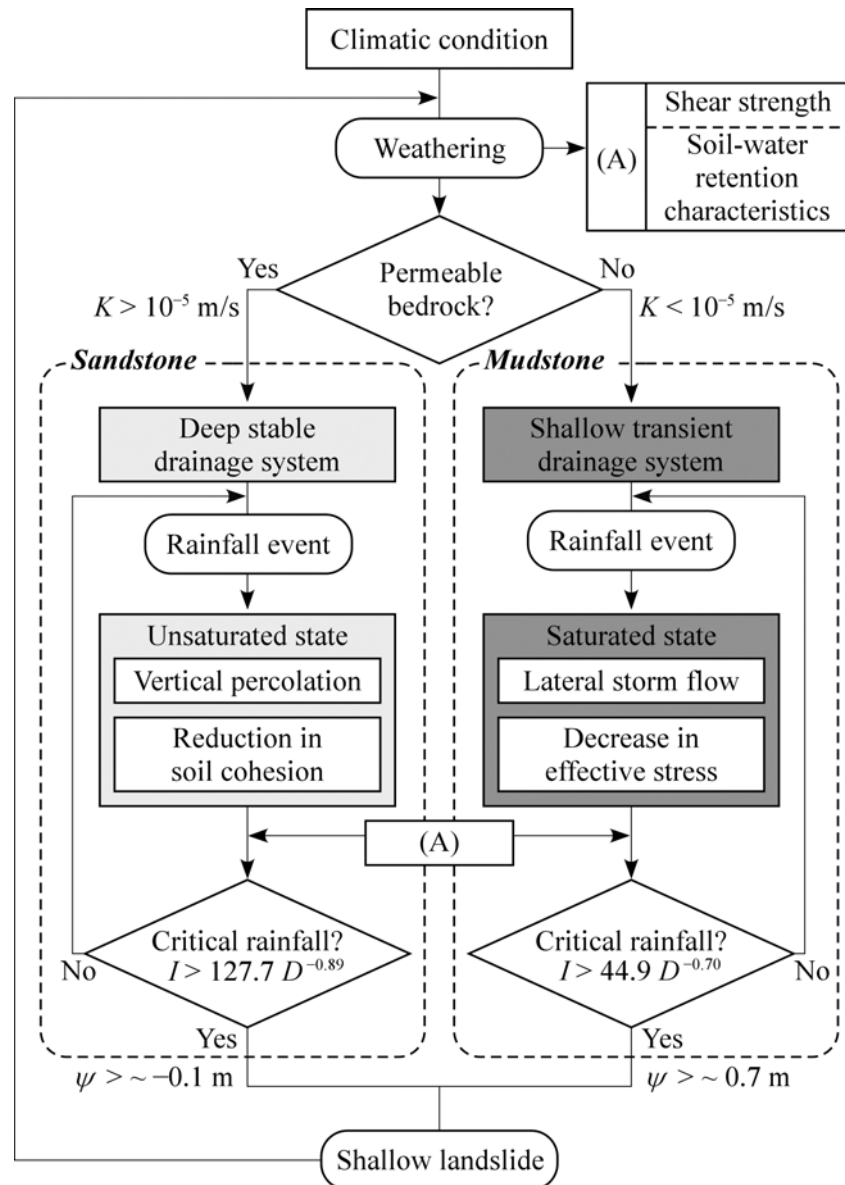 Climatic condition
Weathering
(A)
Shear strength
Soil-water
retention
characteristics
Permeable
bedrock?
Yes
No
K > 10⁻⁵ m/s
K < 10⁻⁵ m/s
Sandstone
Deep stable
drainage system
Rainfall event
Unsaturated state
Vertical percolation
Reduction in
soil cohesion
Mudstone
Shallow transient
drainage system
Rainfall event
Saturated state
Lateral storm flow
Decrease in
effective stress
(A)
Critical rainfall?
I > 127.7 D⁻⁰·⁸⁹
No
Yes
ψ > ~ −0.1 m
Critical rainfall?
I > 44.9 D⁻⁰·⁷⁰
No
Yes
ψ > ~ 0.7 m
Shallow landslide